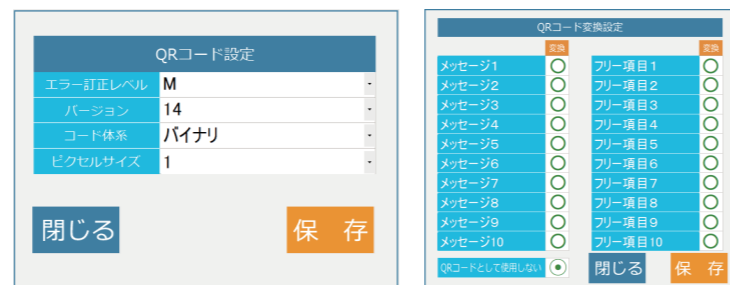 QRコード設定
エラー訂正レベル M
バージョン 14
コード体系 バイナリ
ピクセルサイズ 1
閉じる 保 存
QRコード変換設定
変換 変換
メッセージ1 フリー項目1
メッセージ2 フリー項目2
メッセージ3 フリー項目3
メッセージ4 フリー項目4
メッセージ5 フリー項目5
メッセージ6 フリー項目6
メッセージ7 フリー項目7
メッセージ8 フリー項目8
メッセージ9 フリー項目9
メッセージ10 フリー項目10
QRコードとして使用しない 閉じる 保 存